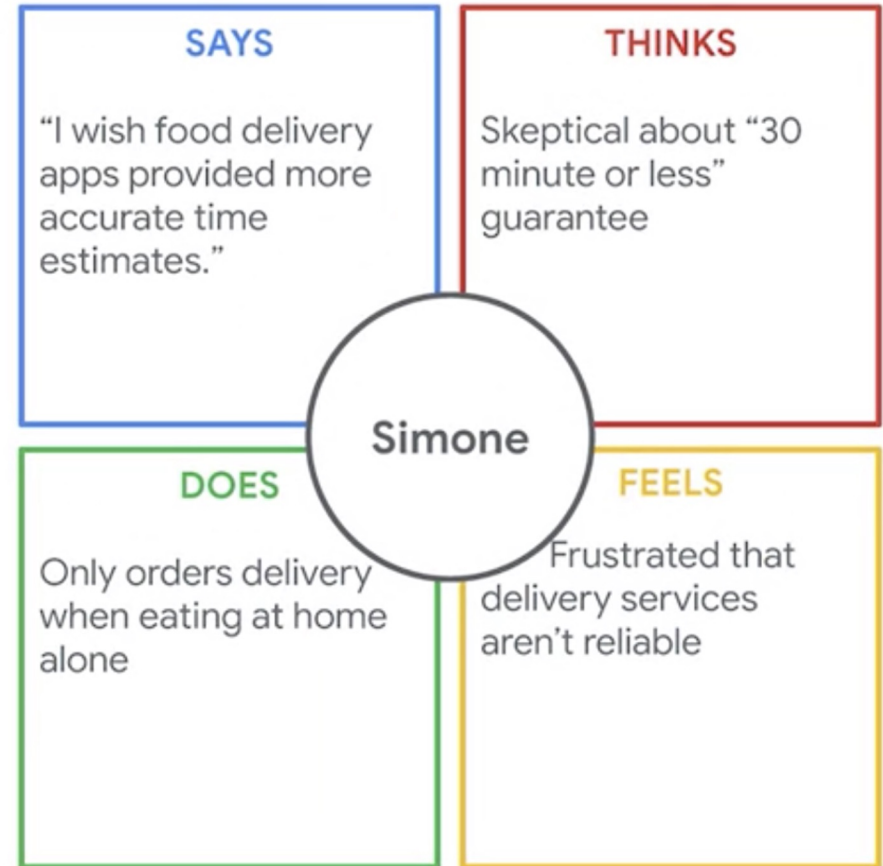 SAYS
“I wish food delivery
apps provided more
accurate time
estimates.”
THINKS
Skeptical about “30
minute or less”
guarantee
Simone
DOES
Only orders delivery
when eating at home
alone
FEELS
Frustrated that
delivery services
aren’t reliable